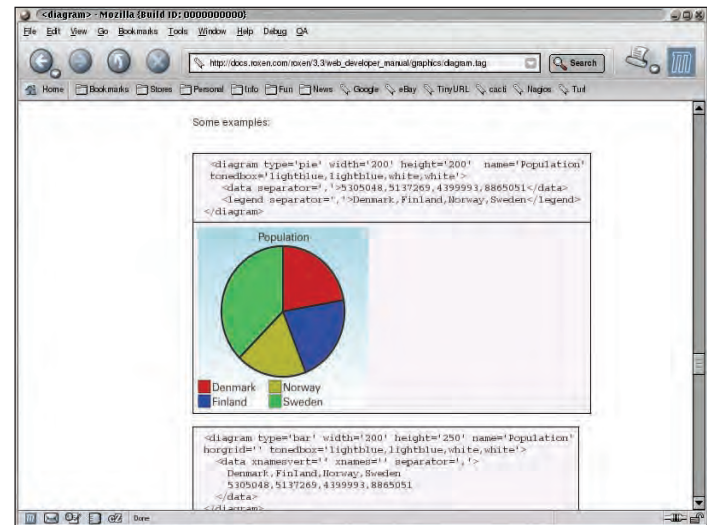 <diagram> - Mozilla {Build ID: 0000000000}
File Edit View Go Bookmarks Tools Window Help Debug QA
http://docs.roxen.com/roxen/3.3/web_developer_manual/graphics/diagram.tag
Search
Home Bookmarks Stores Personal Info Fun News Google eBay TinyURL cacti Nagios Turl
Some examples:
<diagram type='pie' width='200' height='200' name='Population'
tonedbox='lightblue,lightblue,white,white'>
<data separator=','>5305048,5137269,4399993,8865051</data>
<legend separator=','>Denmark,Finland,Norway,Sweden</legend>
</diagram>
Population
Denmark Norway
Finland Sweden
<diagram type='bar' width='200' height='250' name='Population'
horgrid='' tonedbox='lightblue,lightblue,white,white'>
<data xnamesvert='' xnames='' separator=','>
Denmark,Finland,Norway,Sweden
5305048,5137269,4399993,8865051
</data>
</diagram>
Done